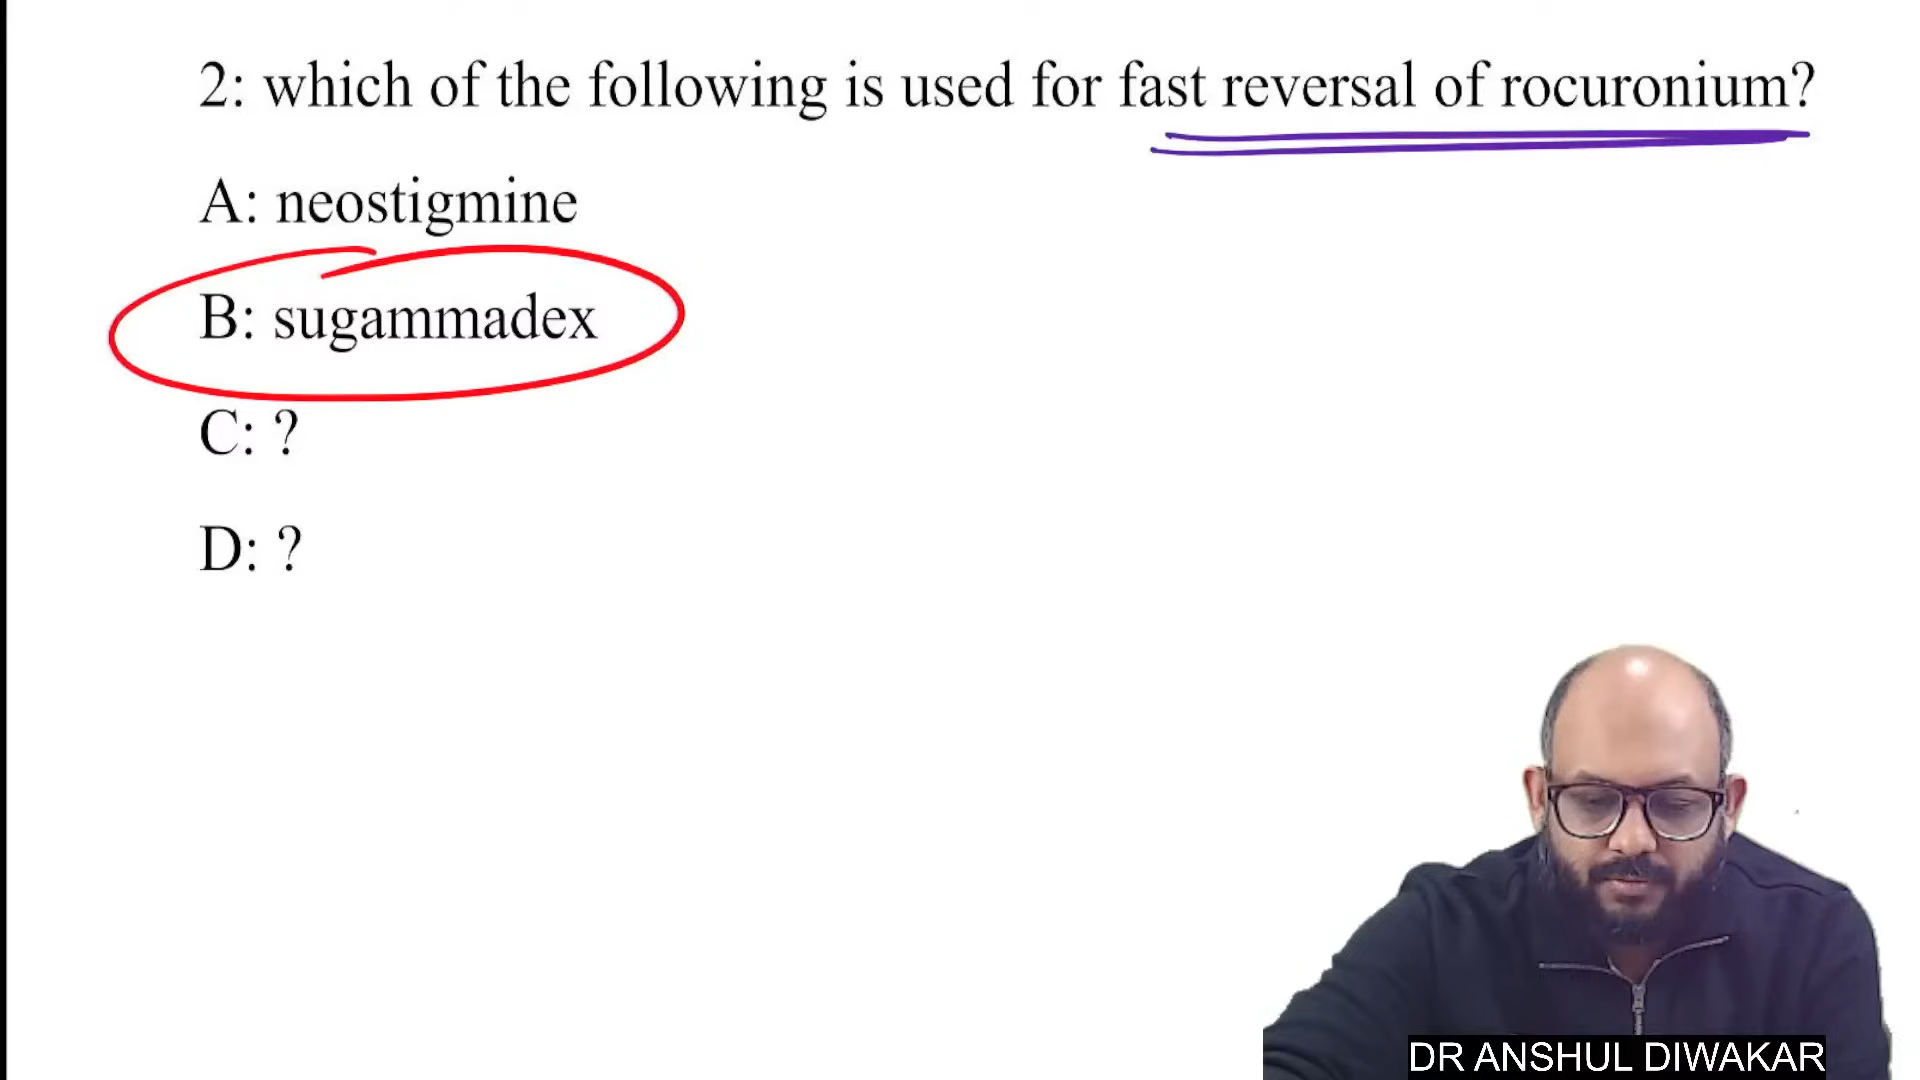 2: which of the following is used for fast reversal of rocuronium?
A: neostigmine
B: sugammadex
C: ?
D: ?
DR ANSHUL DIWAKAR